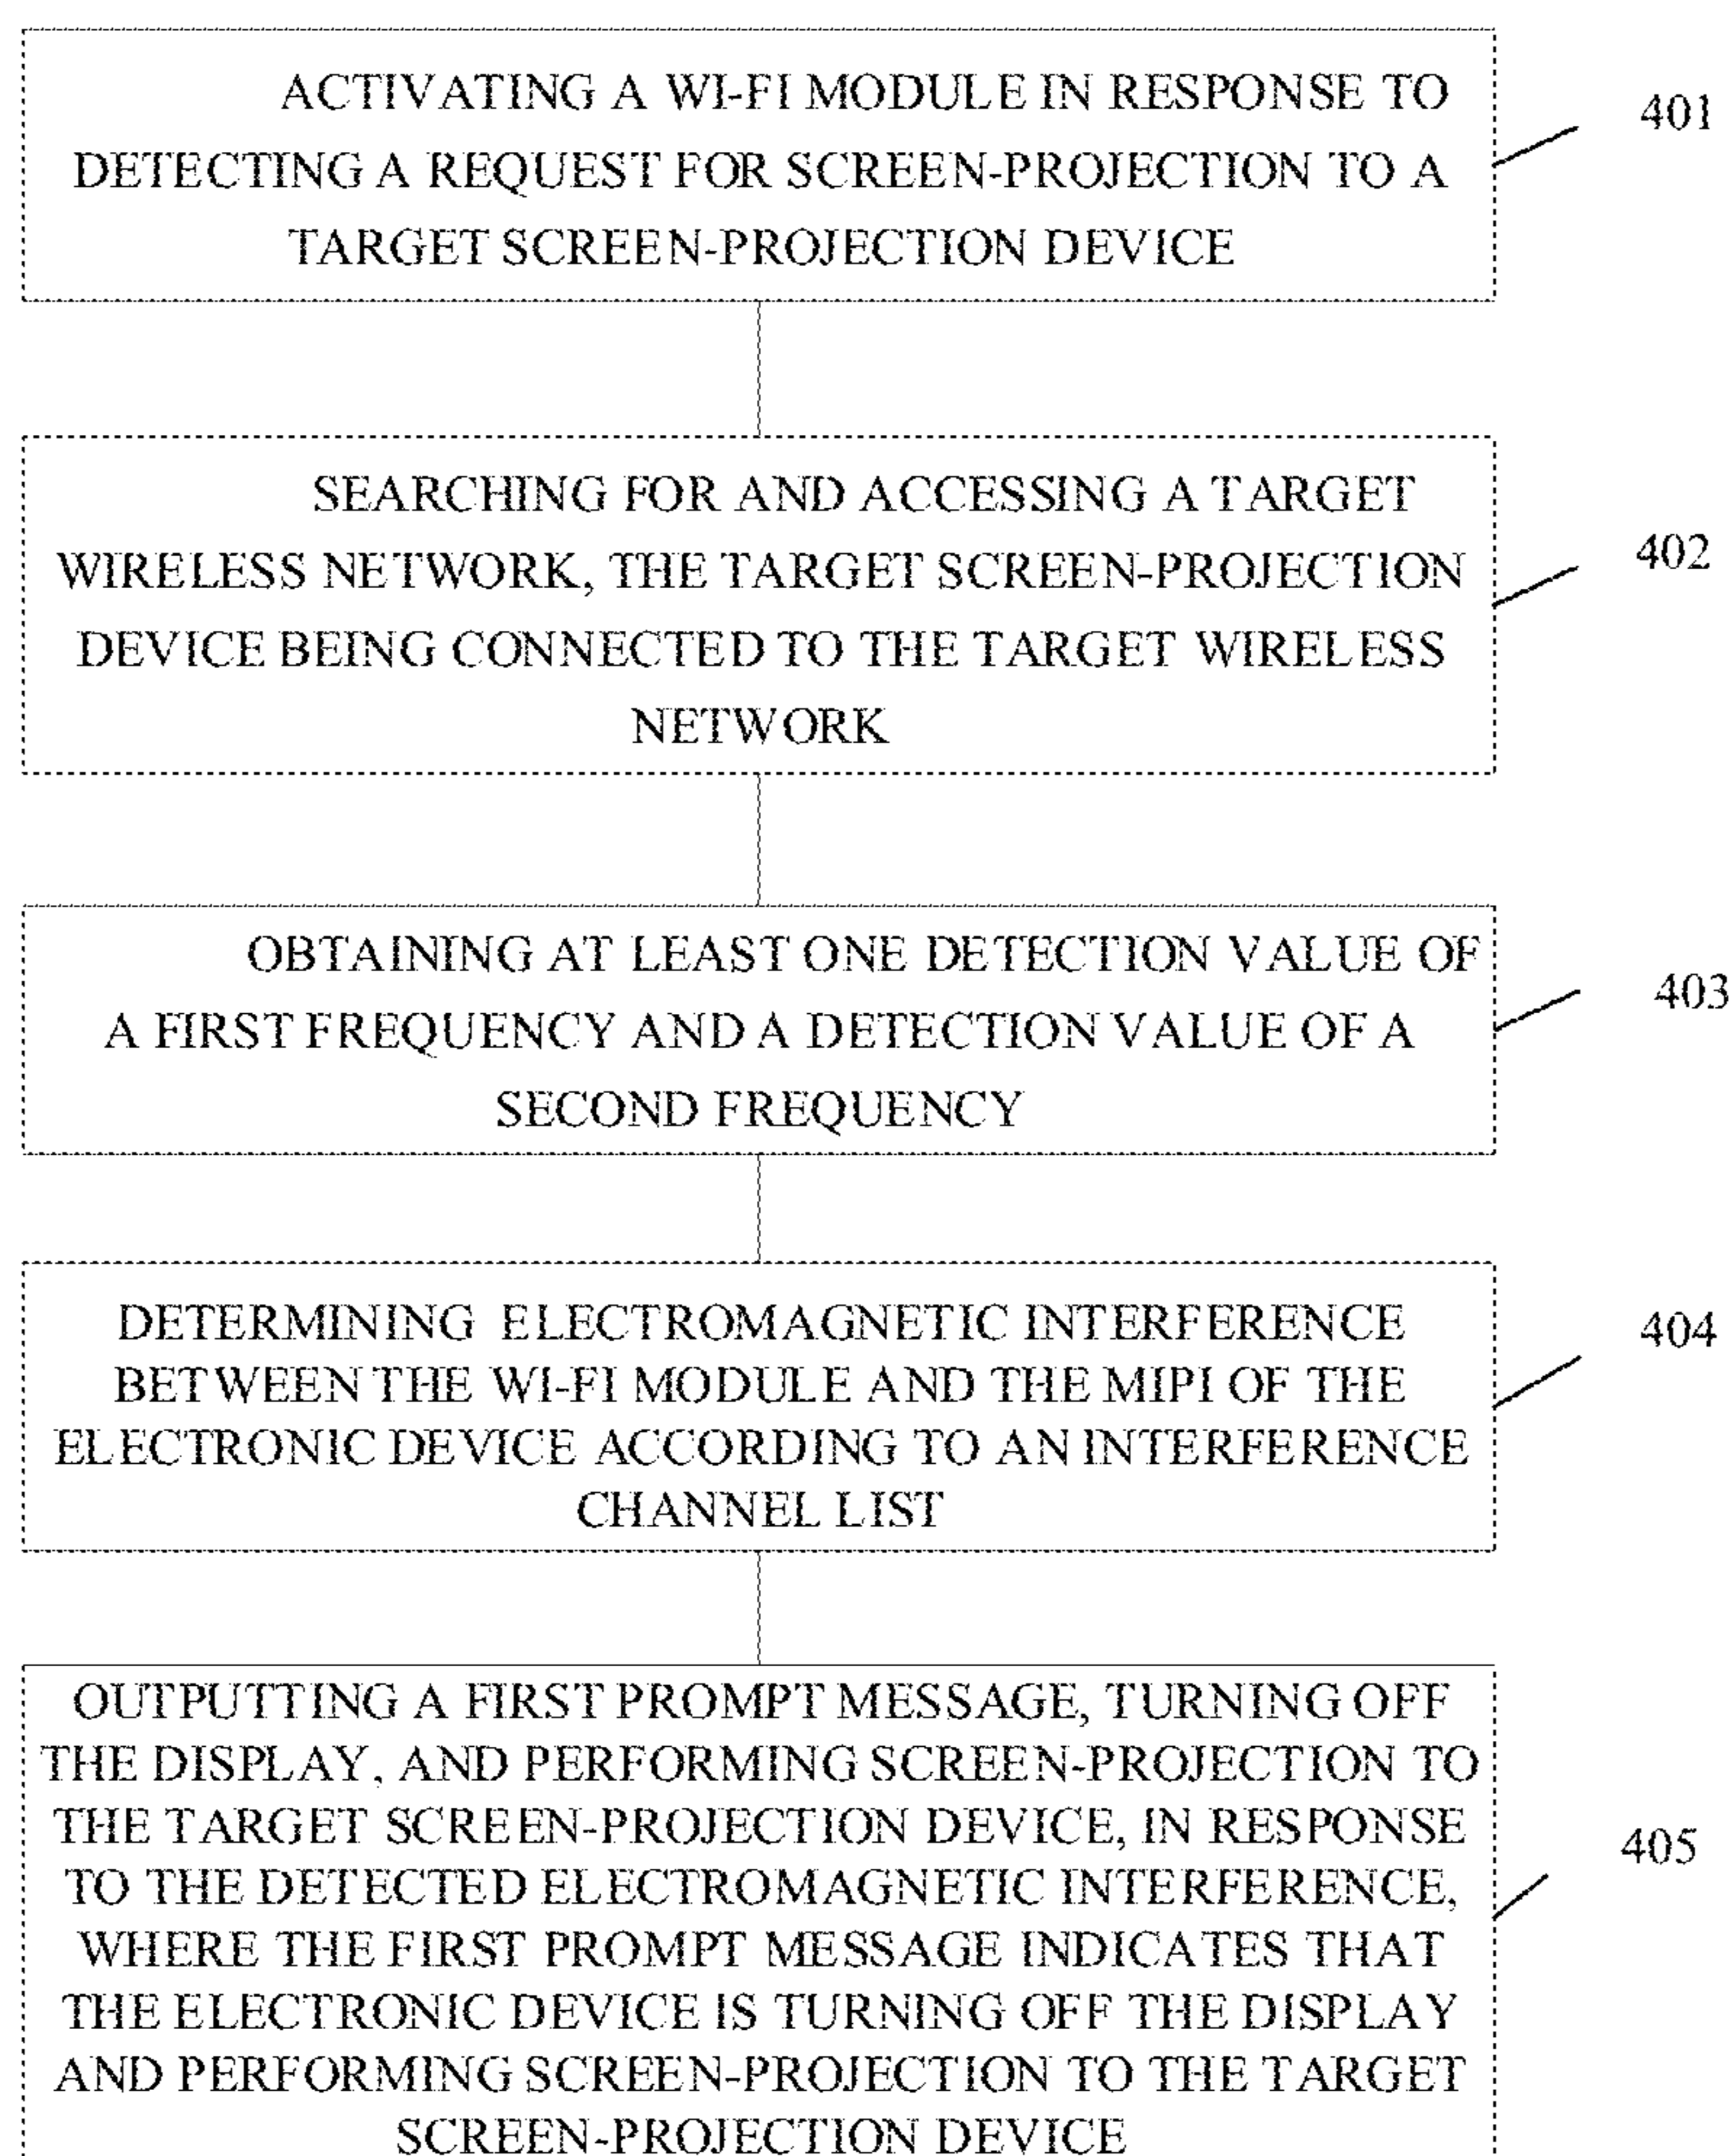 ACTIVATING A WI-FI MODULE IN RESPONSE TO
DETECTING A REQUEST FOR SCREEN-PROJECTION TO A
TARGET SCREEN-PROJECTION DEVICE
401
SEARCHING FOR AND ACCESSING A TARGET
WIRELESS NETWORK, THE TARGET SCREEN-PROJECTION
DEVICE BEING CONNECTED TO THE TARGET WIRELESS
NETWORK
402
OBTAINING AT LEAST ONE DETECTION VALUE OF
A FIRST FREQUENCY AND A DETECTION VALUE OF A
SECOND FREQUENCY
403
DETERMINING ELECTROMAGNETIC INTERFERENCE
BETWEEN THE WI-FI MODULE AND THE MIPI OF THE
ELECTRONIC DEVICE ACCORDING TO AN INTERFERENCE
CHANNEL LIST
404
OUTPUTTING A FIRST PROMPT MESSAGE, TURNING OFF
THE DISPLAY, AND PERFORMING SCREEN-PROJECTION TO
THE TARGET SCREEN-PROJECTION DEVICE, IN RESPONSE
TO THE DETECTED ELECTROMAGNETIC INTERFERENCE,
WHERE THE FIRST PROMPT MESSAGE INDICATES THAT
THE ELECTRONIC DEVICE IS TURNING OFF THE DISPLAY
AND PERFORMING SCREEN-PROJECTION TO THE TARGET
SCREEN-PROJECTION DEVICE
405